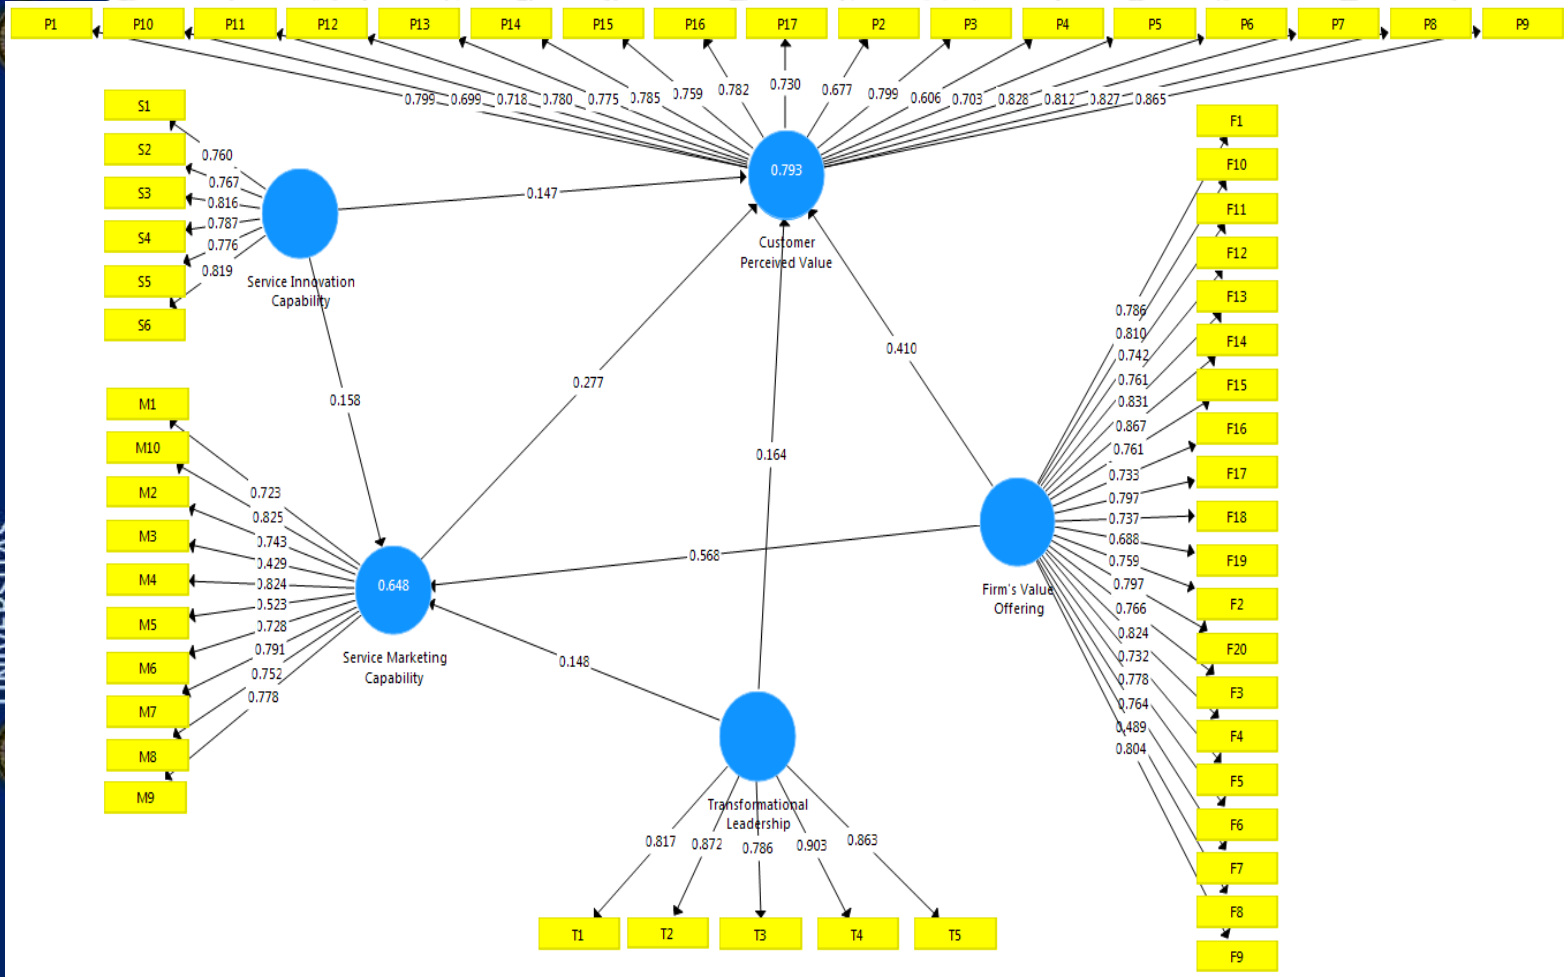 P1 P10 P11 P12 P13 P14 P15 P16 P17 P2 P3 P4 P5 P6 P7 P8 P9
0.799 0.699 0.718 0.780 0.775 0.785 0.759 0.782 0.730 0.677 0.799 0.606 0.703 0.828 0.812 0.827 0.865
S1
S2
S3
S4
S5
S6
0.760
0.767
0.816
0.787
0.776
0.819
Service Innovation
Capability
0.147
0.793
Customer
Perceived Value
0.158
0.277
0.164
0.410
0.568
0.148
M1
M10
M2
M3
M4
M5
M6
M7
M8
M9
0.723
0.825
0.743
0.429
0.824
0.523
0.728
0.791
0.752
0.778
0.648
Service Marketing
Capability
Firm's Value
Offering
0.786
0.810
0.742
0.761
0.831
0.867
0.761
0.733
0.797
0.737
0.688
0.759
0.797
0.766
0.824
0.732
0.778
0.764
0.489
0.804
F1
F10
F11
F12
F13
F14
F15
F16
F17
F18
F19
F2
F20
F3
F4
F5
F6
F7
F8
F9
Transformational
Leadership
0.817 0.872 0.786 0.903 0.863
T1 T2 T3 T4 T5